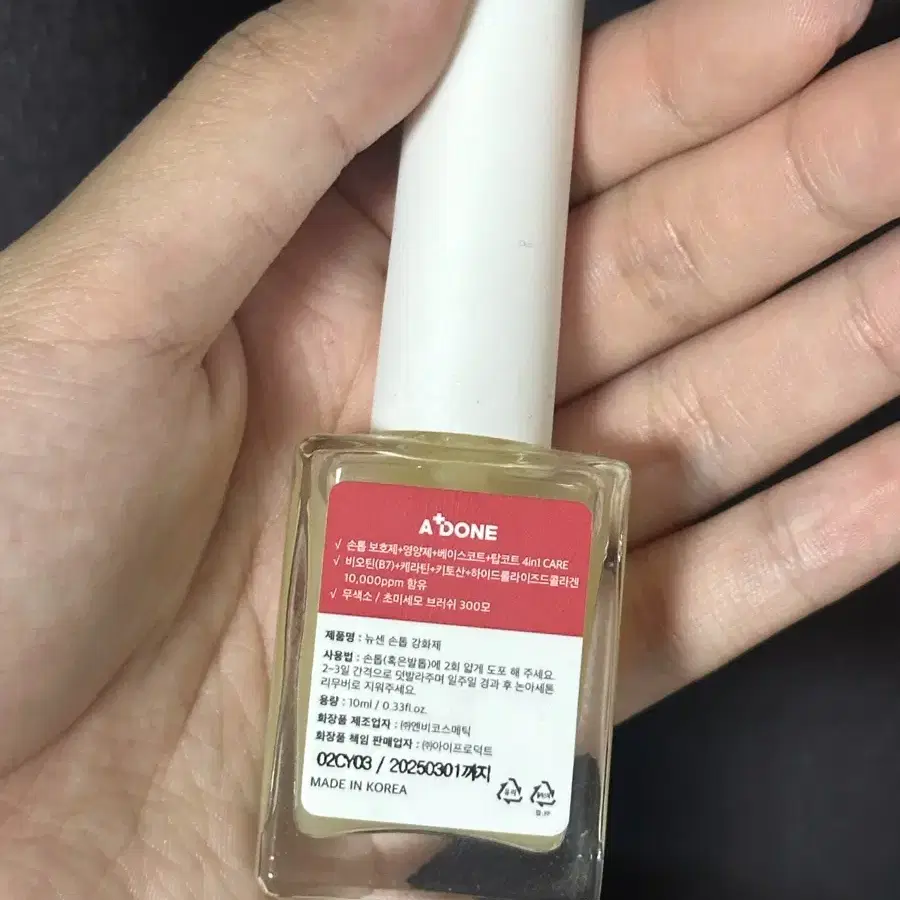 A+DONE
√ 손톱 보호제+영양제+베이스코트+탑코트 4in1 CARE
√ 비오틴(B7)+케라틴+키토산+하이드롤라이즈드콜라겐
10,000ppm 함유
√ 무색소 / 초미세모 브러쉬 300모
제품명 : 뉴센 손톱 강화제
사용법 : 손톱(혹은발톱)에 2회 얇게 도포 해 주세요.
2~3일 간격으로 덧발라주며 일주일 경과 후 논아세톤
리무버로 지워주세요.
용량 : 10ml / 0.33fl.oz.
화장품 제조업자 : ㈜엔비코스메틱
화장품 책임 판매업자 : ㈜아이프로덕트
02CY03 / 20250301까지
MADE IN KOREA
유리